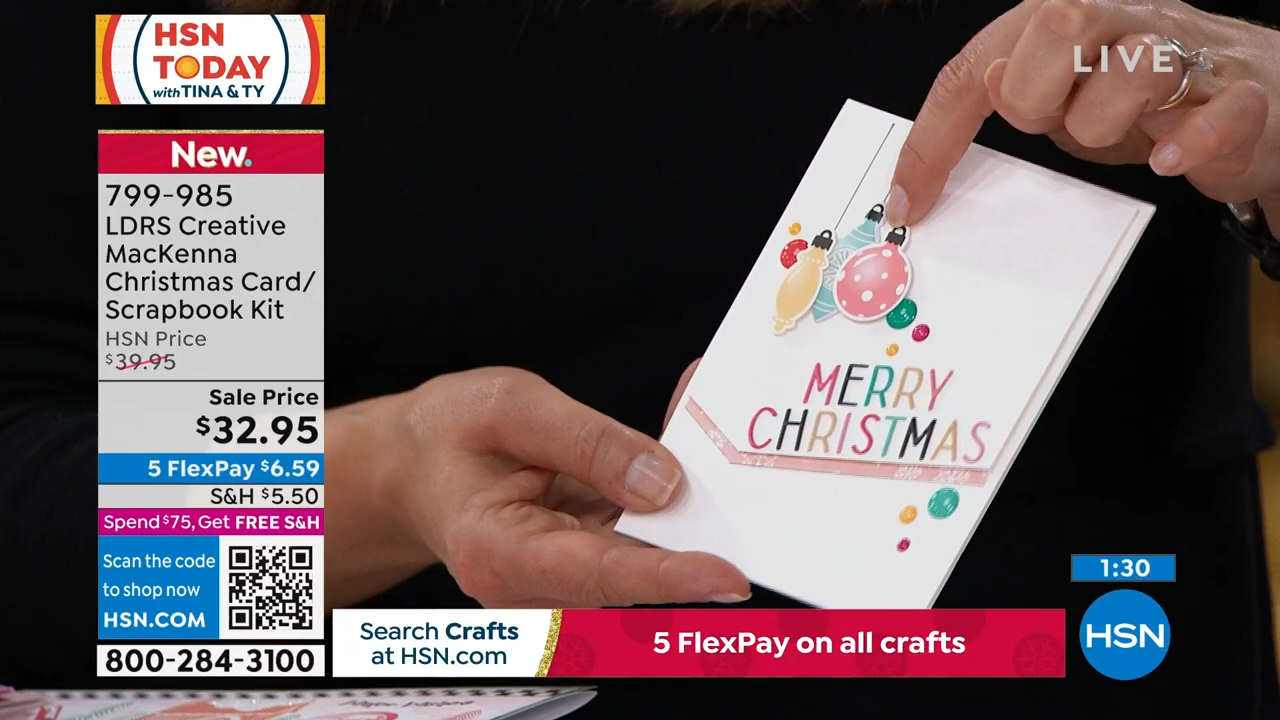 HSN
TODAY
with TINA & TY
New.
799-985
LDRS Creative
MacKenna
Christmas Card/
Scrapbook Kit
HSN Price
$39.95
Sale Price
$32.95
5 FlexPay $6.59
S&H $5.50
Spend $75, Get FREE S&H
Scan the code
to shop now
HSN.COM
800-284-3100
LIVE
MERRY
CHRISTMAS
1:30
HSN
Search Crafts
at HSN.com
5 FlexPay on all crafts